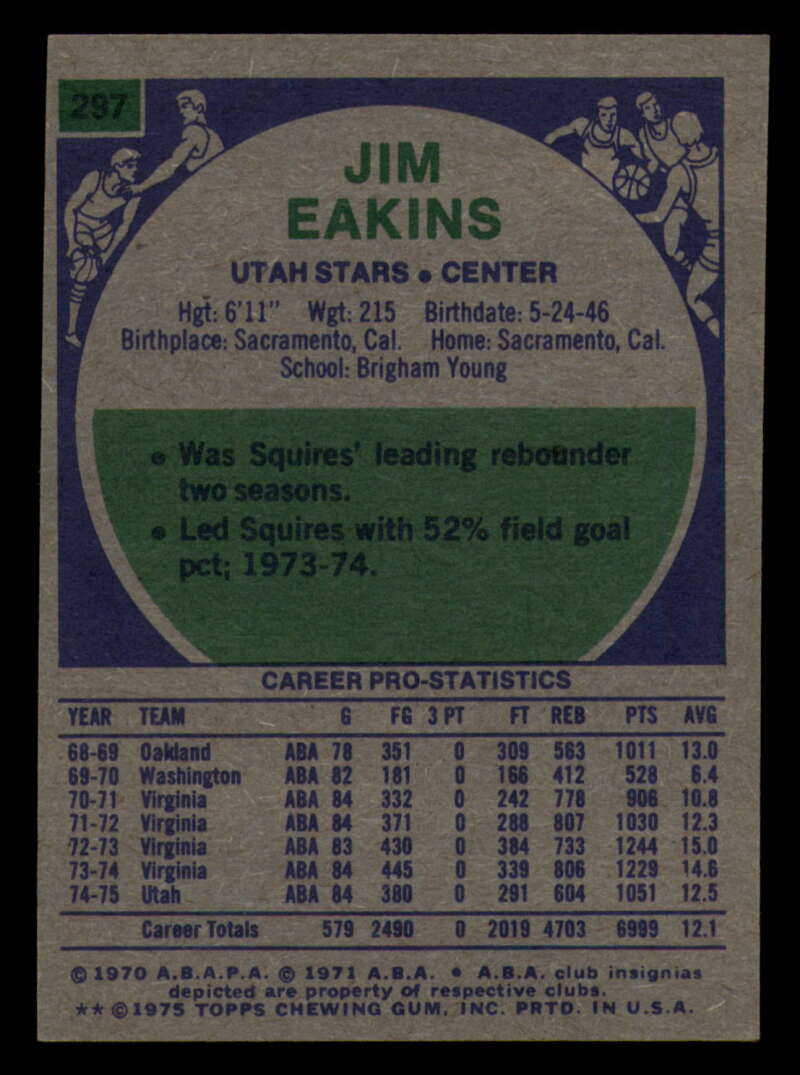 297
JIM
EAKINS
UTAH STARS • CENTER
Hgt: 6'11" Wgt: 215 Birthdate: 5-24-46
Birthplace: Sacramento, Cal. Home: Sacramento, Cal.
School: Brigham Young
• Was Squires' leading rebounder
two seasons.
• Led Squires with 52% field goal
pct; 1973-74.
CAREER PRO-STATISTICS
YEAR TEAM G FG 3 PT FT REB PTS AVG
68-69 Oakland ABA 78 351 0 309 563 1011 13.0
69-70 Washington ABA 82 181 0 166 412 528 6.4
70-71 Virginia ABA 84 332 0 242 778 906 10.8
71-72 Virginia ABA 84 371 0 288 807 1030 12.3
72-73 Virginia ABA 83 430 0 384 733 1244 15.0
73-74 Virginia ABA 84 445 0 339 806 1229 14.6
74-75 Utah ABA 84 380 0 291 604 1051 12.5
Career Totals 579 2490 0 2019 4703 6999 12.1
© 1970 A.B.A.P.A. © 1971 A.B.A. • A.B.A. club insignias
depicted are property of respective clubs.
** © 1975 TOPPS CHEWING GUM, INC. PRTD. IN U.S.A.